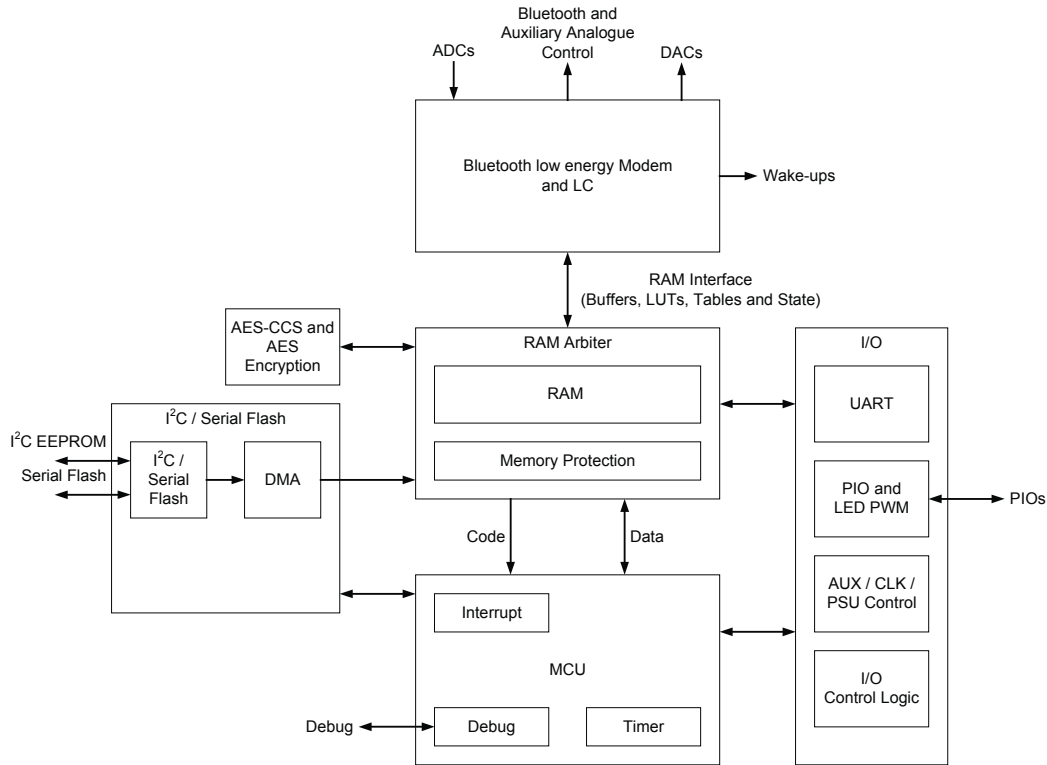 Bluetooth and
Auxiliary Analogue
Control
ADCs
DACs
Bluetooth low energy Modem
and LC
Wake-ups
RAM Interface
(Buffers, LUTs, Tables and State)
AES-CCS and
AES
Encryption
RAM Arbiter
RAM
Memory Protection
I/O
UART
PIO and
LED PWM
PIOs
AUX / CLK /
PSU Control
I/O
Control Logic
I²C / Serial Flash
I²C EEPROM
Serial Flash
I²C /
Serial
Flash
DMA
Code
Data
Interrupt
MCU
Debug
Debug
Timer